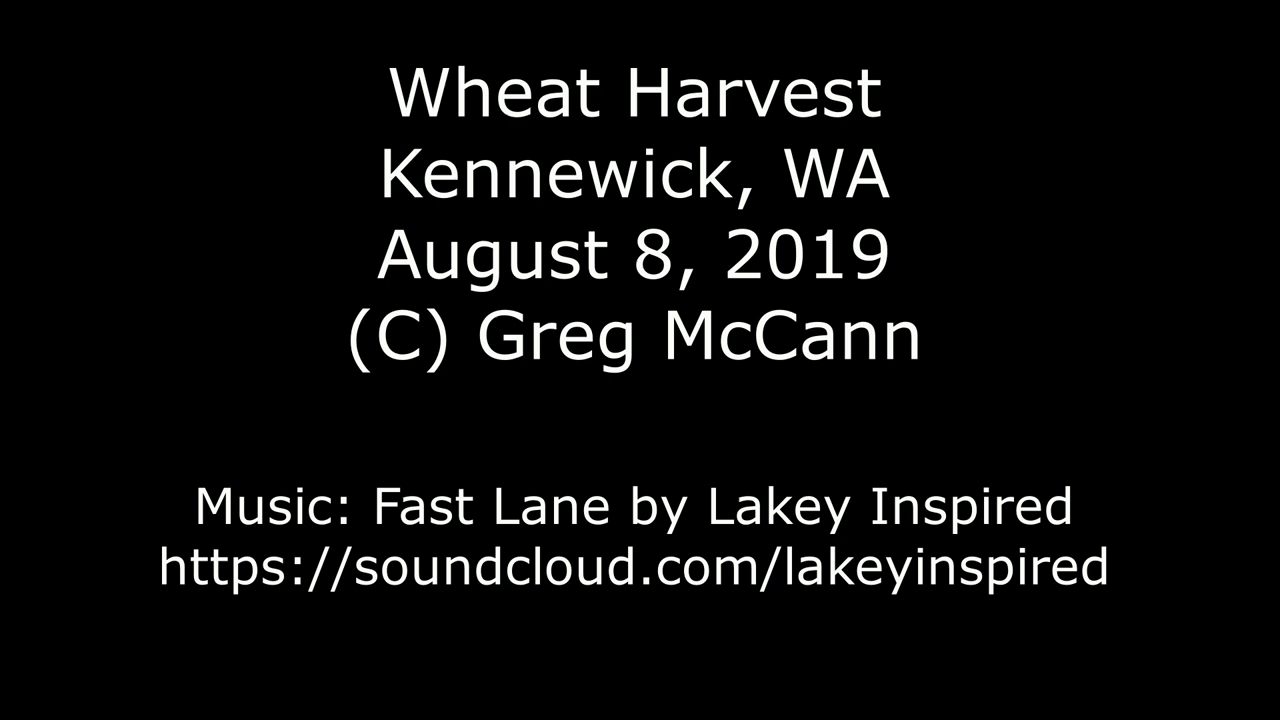 Wheat Harvest
Kennewick, WA
August 8, 2019
(C) Greg McCann
Music: Fast Lane by Lakey Inspired
https://soundcloud.com/lakeyinspired